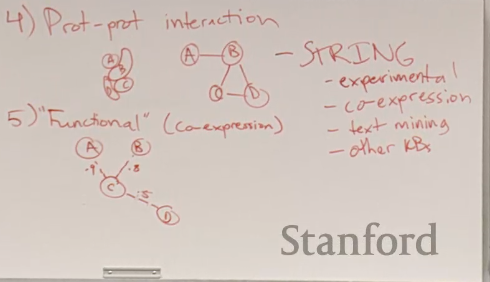 4) Prot-prot interaction
A B C D
A B C D
- STRING
- experimental
- co-expression
- text mining
- other KBs
5) "Functional" (co-expression)
A B
.9 .8
C .5
D
Stanford